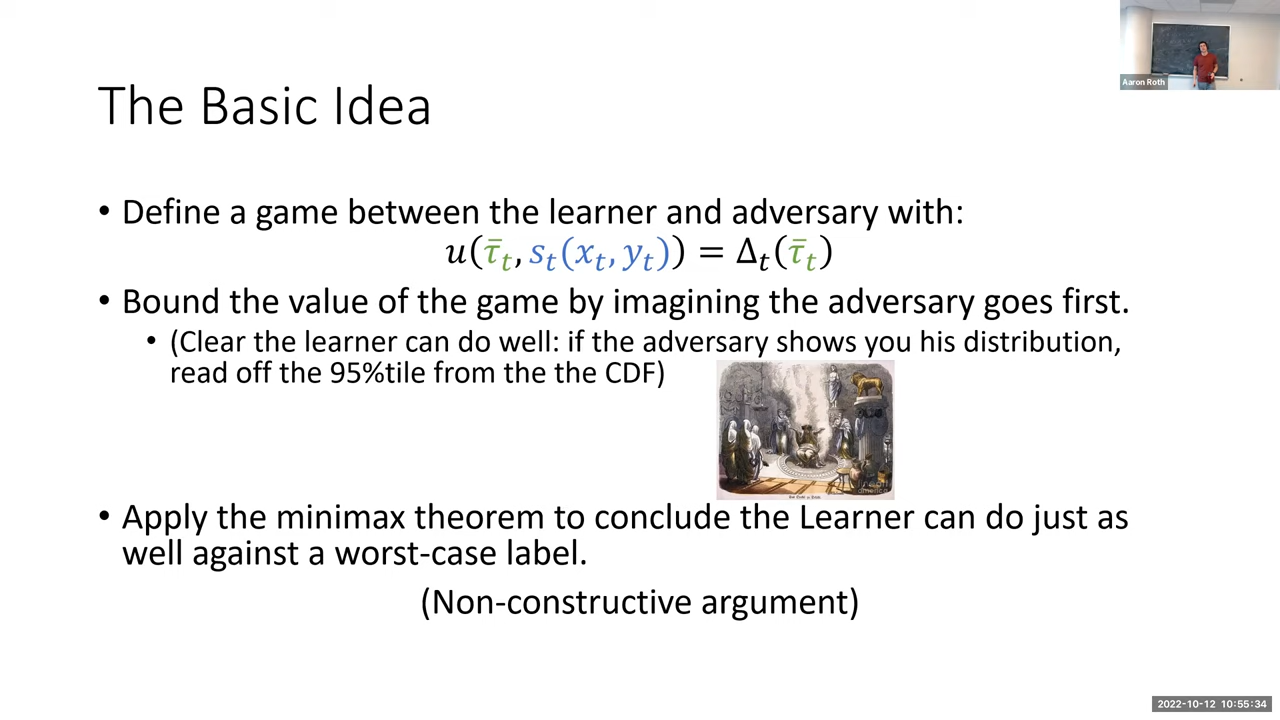 Aaron Roth
The Basic Idea
• Define a game between the learner and adversary with:
u(τ̄ₜ, sₜ(xₜ, yₜ)) = Δₜ(τ̄ₜ)
• Bound the value of the game by imagining the adversary goes first.
• (Clear the learner can do well: if the adversary shows you his distribution,
read off the 95%tile from the the CDF)
• Apply the minimax theorem to conclude the Learner can do just as
well against a worst-case label.
(Non-constructive argument)
2022-10-12 10:55:34